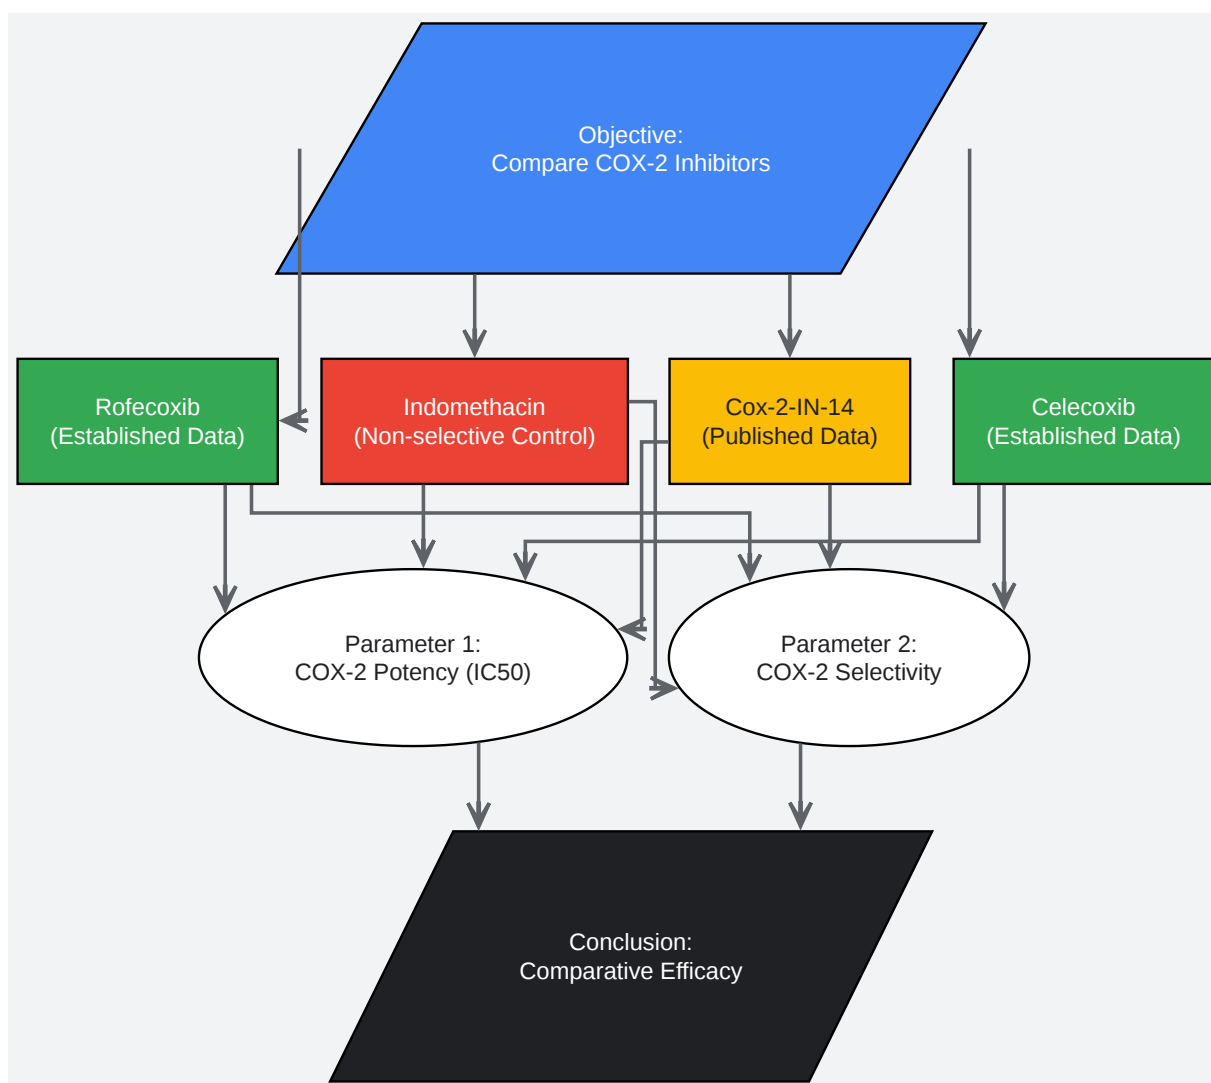 Objective:
Compare COX-2 Inhibitors
Rofecoxib
(Established Data)
Indomethacin
(Non-selective Control)
Cox-2-IN-14
(Published Data)
Celecoxib
(Established Data)
Parameter 1:
COX-2 Potency (IC50)
Parameter 2:
COX-2 Selectivity
Conclusion:
Comparative Efficacy